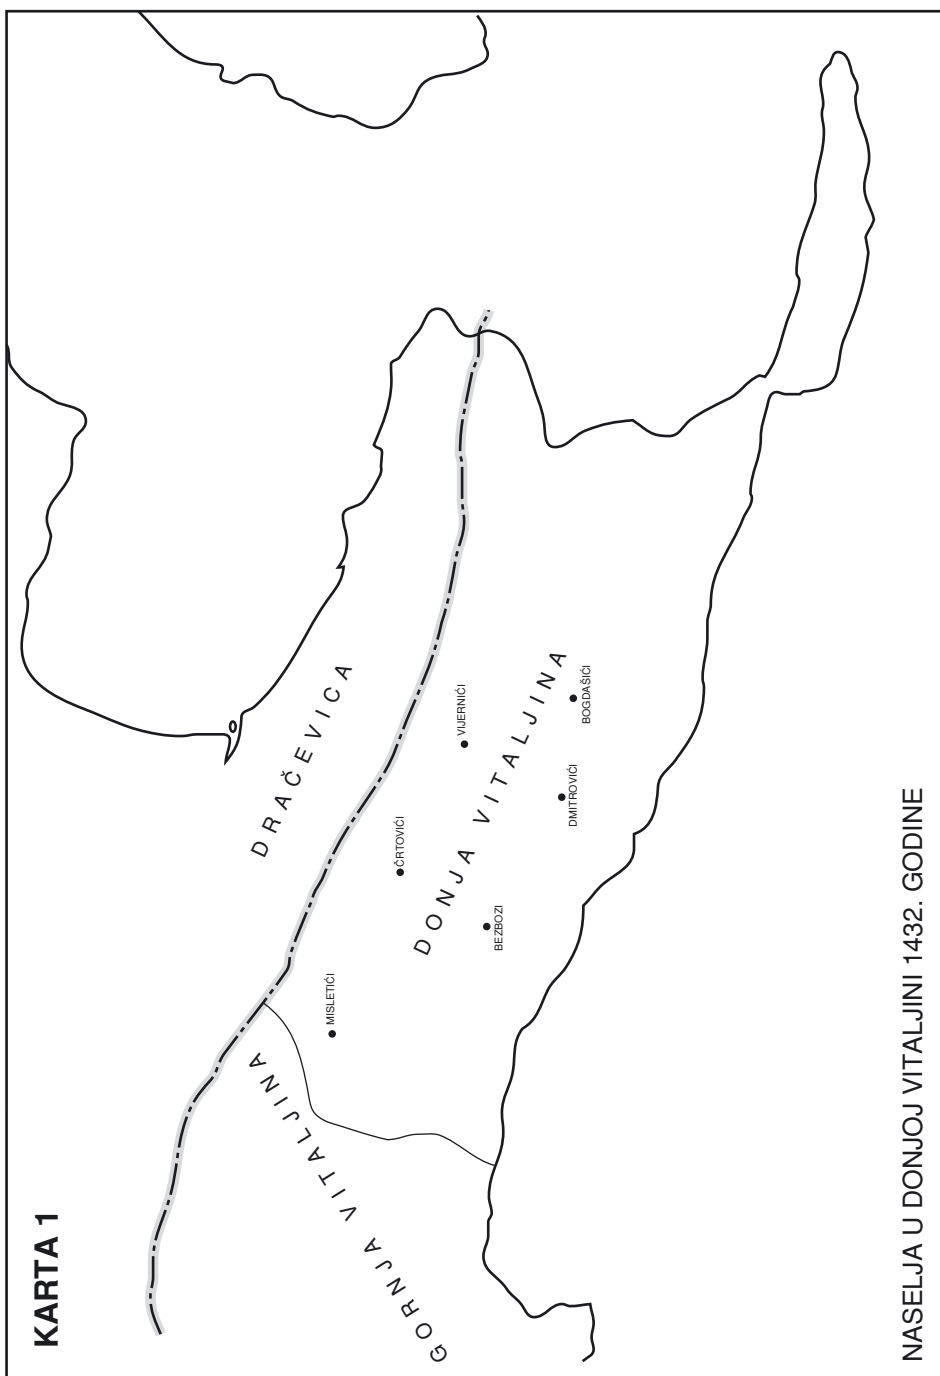 KARTA 1
DRAČEVICA
GORNJA VITALJINA
MISLETIĆI
ČRTOVIĆI
VIJERNIĆI
DONJA VITALJINA
BEZBOZI
DMITROVIĆI
BOGDAŠIĆI
NASELJA U DONJOJ VITALJINI 1432. GODINE